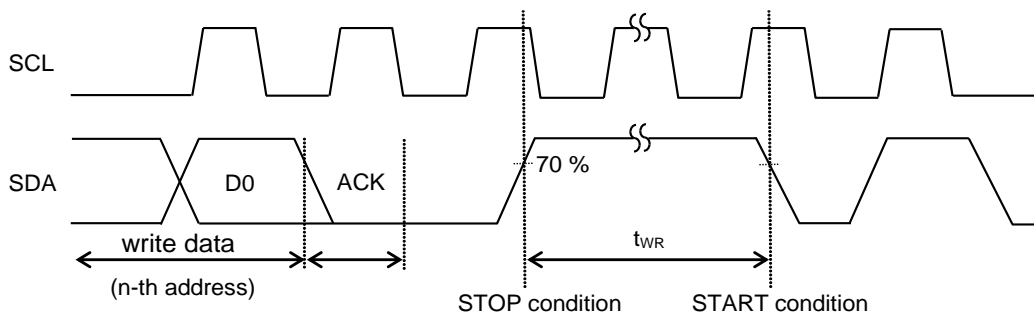 SCL
SDA
D0
ACK
70 %
write data
(n-th address)
tWR
STOP condition
START condition